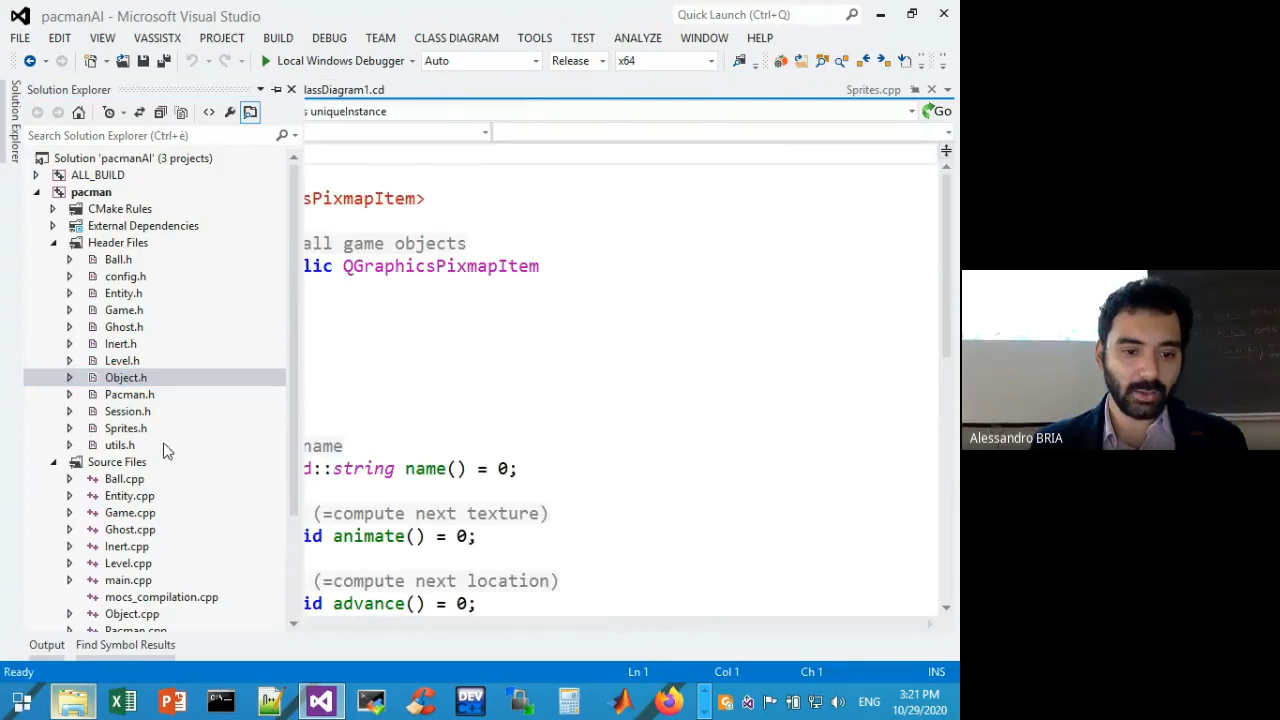 pacmanAI - Microsoft Visual Studio
Quick Launch (Ctrl+Q)
FILE EDIT VIEW VASSISTX PROJECT BUILD DEBUG TEAM CLASS DIAGRAM TOOLS TEST ANALYZE WINDOW HELP
Local Windows Debugger Auto Release x64
Solution Explorer
Solution Explorer
lassDiagram1.cd
Sprites.cpp
s uniqueInstance
Go
Search Solution Explorer (Ctrl+è)
Solution 'pacmanAI' (3 projects)
ALL_BUILD
pacman
CMake Rules
External Dependencies
Header Files
Ball.h
config.h
Entity.h
Game.h
Ghost.h
Inert.h
Level.h
Object.h
Pacman.h
Session.h
Sprites.h
utils.h
Source Files
Ball.cpp
Entity.cpp
Game.cpp
Ghost.cpp
Inert.cpp
Level.cpp
main.cpp
mocs_compilation.cpp
Object.cpp
Pacman.cpp
sPixmapItem>
all game objects
lic QGraphicsPixmapItem
name
d::string name() = 0;
(=compute next texture)
id animate() = 0;
(=compute next location)
id advance() = 0;
Alessandro BRIA
Output Find Symbol Results
Ready Ln 1 Col 1 Ch 1 INS
DEV
ENG
3:21 PM
10/29/2020